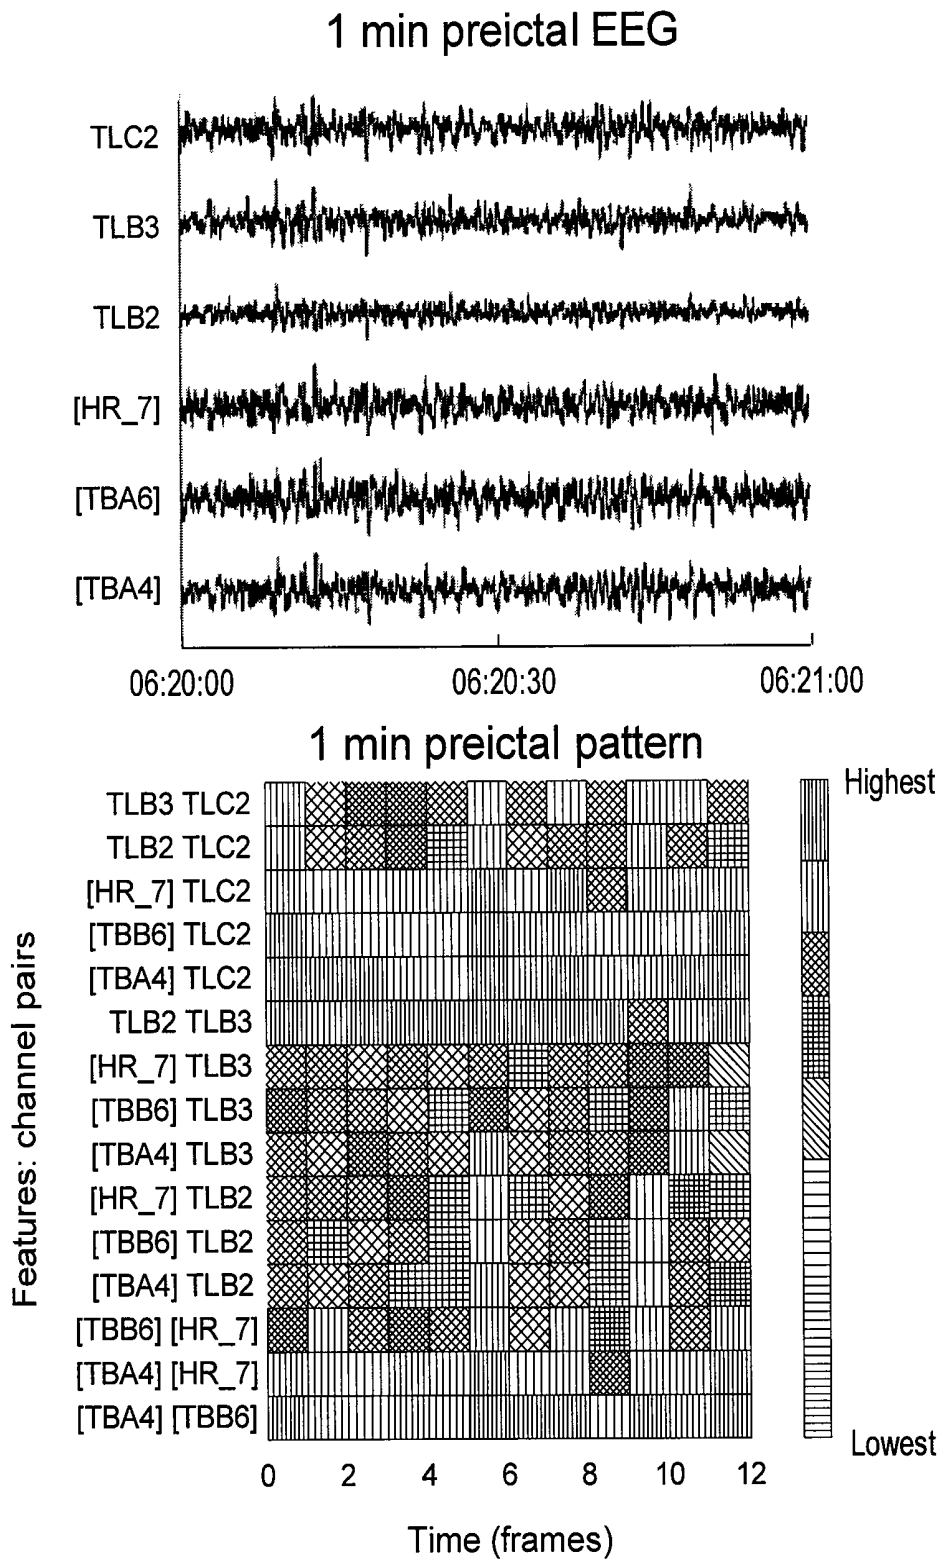 1 min preictal EEG
TLC2
TLB3
TLB2
[HR_7]
[TBA6]
[TBA4]
06:20:00 06:20:30 06:21:00
1 min preictal pattern
Highest
TLB3 TLC2
TLB2 TLC2
[HR_7] TLC2
[TBB6] TLC2
[TBA4] TLC2
TLB2 TLB3
[HR_7] TLB3
[TBB6] TLB3
[TBA4] TLB3
[HR_7] TLB2
[TBB6] TLB2
[TBA4] TLB2
[TBB6] [HR_7]
[TBA4] [HR_7]
[TBA4] [TBB6]
Features: channel pairs
Lowest
0 2 4 6 8 10 12
Time (frames)